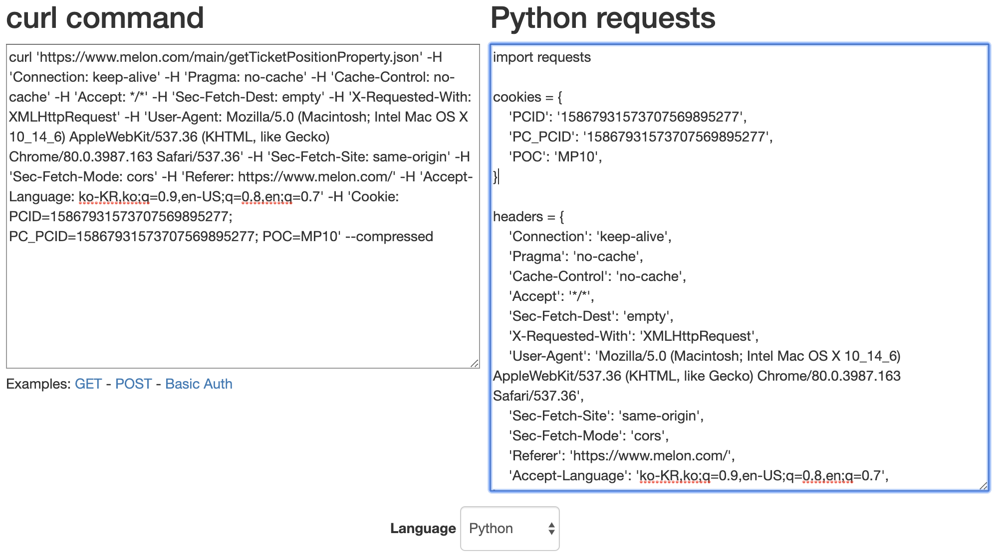 curl command
curl 'https://www.melon.com/main/getTicketPositionProperty.json' -H
'Connection: keep-alive' -H 'Pragma: no-cache' -H 'Cache-Control: no-
cache' -H 'Accept: */*' -H 'Sec-Fetch-Dest: empty' -H 'X-Requested-With:
XMLHttpRequest' -H 'User-Agent: Mozilla/5.0 (Macintosh; Intel Mac OS X
10_14_6) AppleWebKit/537.36 (KHTML, like Gecko)
Chrome/80.0.3987.163 Safari/537.36' -H 'Sec-Fetch-Site: same-origin' -H
'Sec-Fetch-Mode: cors' -H 'Referer: https://www.melon.com/' -H 'Accept-
Language: ko-KR,ko;q=0.9,en-US;q=0.8,en;q=0.7' -H 'Cookie:
PCID=15867931573707569895277;
PC_PCID=15867931573707569895277; POC=MP10' --compressed
Examples: GET - POST - Basic Auth
Python requests
import requests
cookies = {
'PCID': '15867931573707569895277',
'PC_PCID': '15867931573707569895277',
'POC': 'MP10',
}
headers = {
'Connection': 'keep-alive',
'Pragma': 'no-cache',
'Cache-Control': 'no-cache',
'Accept': '*/*',
'Sec-Fetch-Dest': 'empty',
'X-Requested-With': 'XMLHttpRequest',
'User-Agent': 'Mozilla/5.0 (Macintosh; Intel Mac OS X 10_14_6)
AppleWebKit/537.36 (KHTML, like Gecko) Chrome/80.0.3987.163
Safari/537.36',
'Sec-Fetch-Site': 'same-origin',
'Sec-Fetch-Mode': 'cors',
'Referer': 'https://www.melon.com/',
'Accept-Language': 'ko-KR,ko;q=0.9,en-US;q=0.8,en;q=0.7',
Language Python